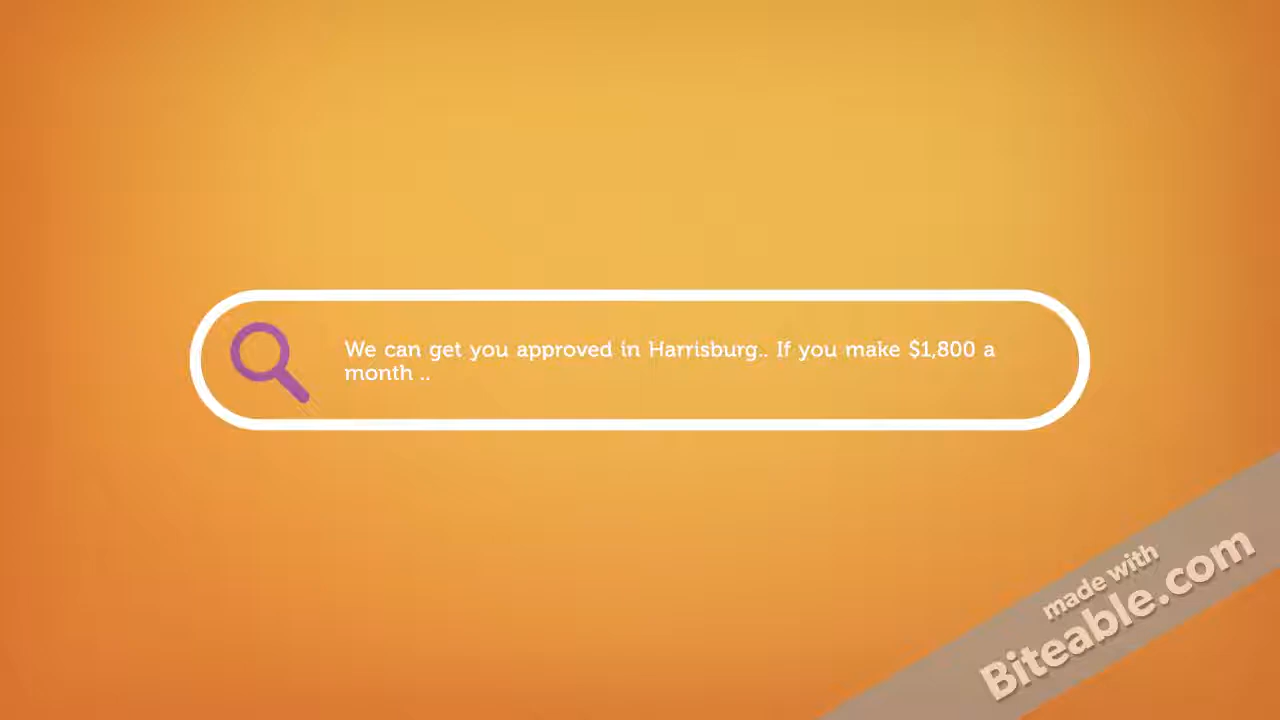 We can get you approved in Harrisburg.. If you make $1,800 a
month ..
made with
Biteable.com